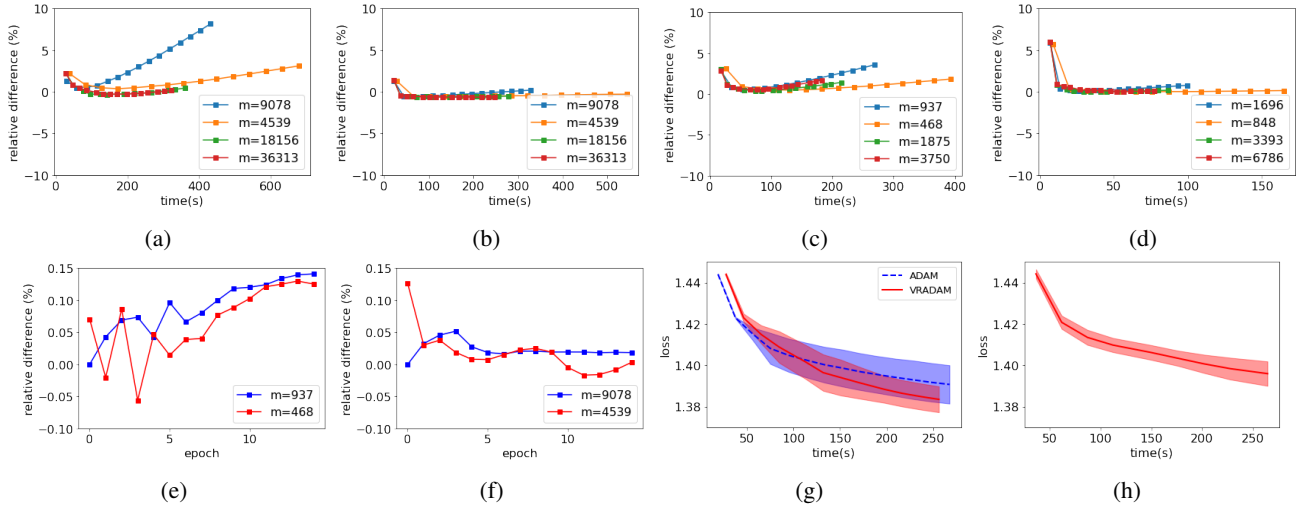 relative difference (%)
10
5
0
−5
−10
0
200
400
600
time(s)
m=9078
m=4539
m=18156
m=36313
(a)
relative difference (%)
10
5
0
−5
−10
0
100
200
300
400
500
time(s)
m=9078
m=4539
m=18156
m=36313
(b)
relative difference (%)
10
5
0
−5
−10
0
100
200
300
400
time(s)
m=937
m=468
m=1875
m=3750
(c)
relative difference (%)
10
5
0
−5
−10
0
50
100
150
time(s)
m=1696
m=848
m=3393
m=6786
(d)
relative difference (%)
0.15
0.10
0.05
0.00
−0.05
−0.10
0
5
10
epoch
m=937
m=468
(e)
relative difference (%)
0.15
0.10
0.05
0.00
−0.05
−0.10
0
5
10
epoch
m=9078
m=4539
(f)
loss
1.44
1.42
1.40
1.38
0
50
100
150
200
250
time(s)
ADAM
VRADAM
(g)
loss
1.44
1.42
1.40
1.38
50
100
150
200
250
time(s)
(h)